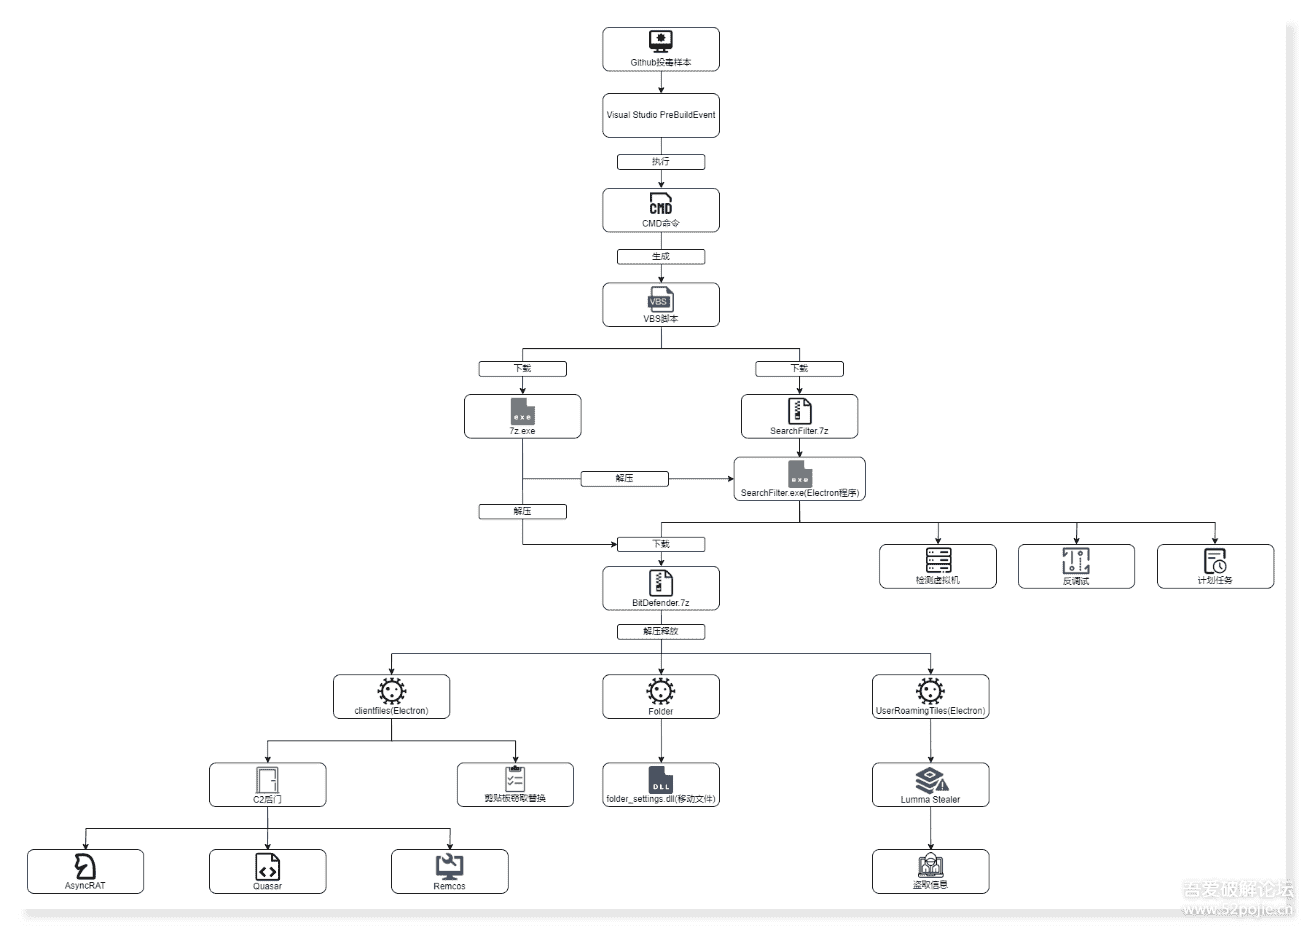 Github投毒样本
Visual Studio PreBuildEvent
执行
CMD
CMD命令
生成
VBS
VBS脚本
下载
下载
exe
7z.exe
SearchFilter.7z
解压
exe
SearchFilter.exe(Electron程序)
解压
下载
检测虚拟机
反调试
计划任务
BitDefender.7z
解压释放
clientfiles(Electron)
Folder
UserRoamingTiles(Electron)
C2后门
剪贴板窃取替换
DLL
folder_settings.dll(移动文件)
Lumma Stealer
AsyncRAT
Quasar
Remcos
盗取信息
吾爱破解论坛
www.52pojie.cn